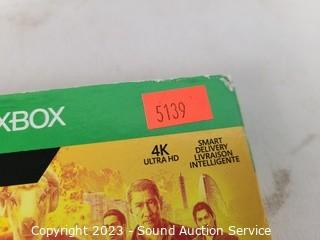 XBOX
5139
4K
ULTRA HD
SMART
DELIVERY
LIVRAISON
INTELLIGENTE
Copyright 2023 - Sound Auction Service